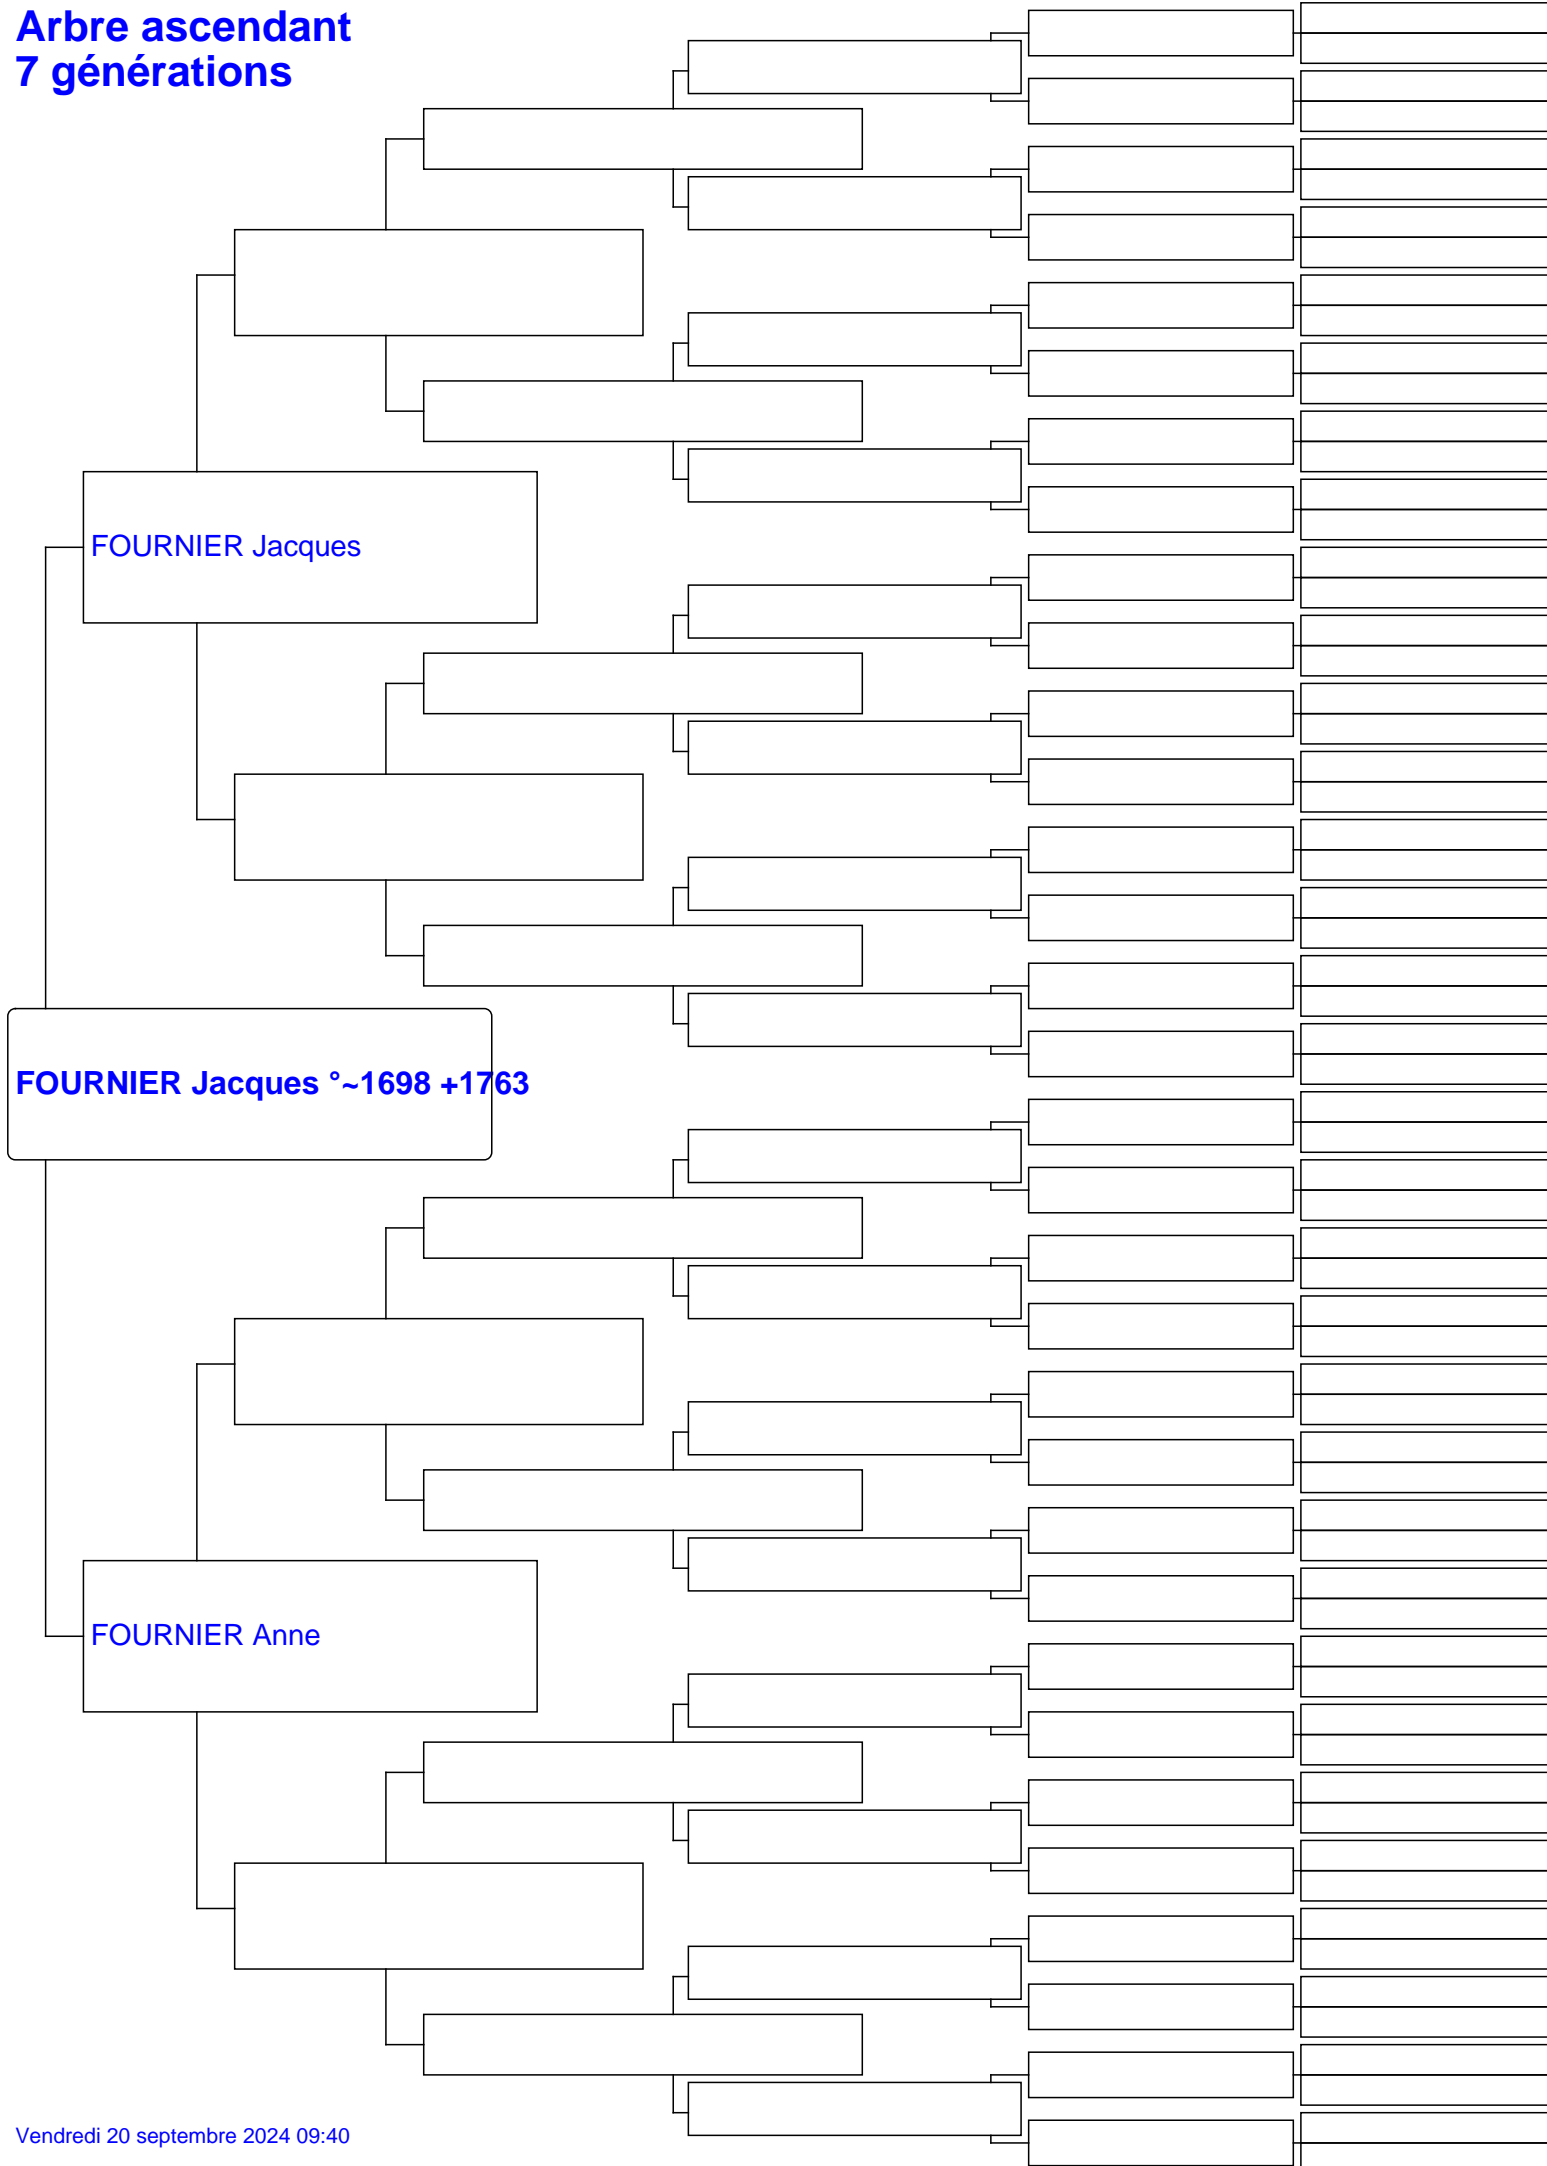 Arbre ascendant
7 générations
FOURNIER Jacques
FOURNIER Jacques °~1698 +1763
FOURNIER Anne
Vendredi 20 septembre 2024 09:40